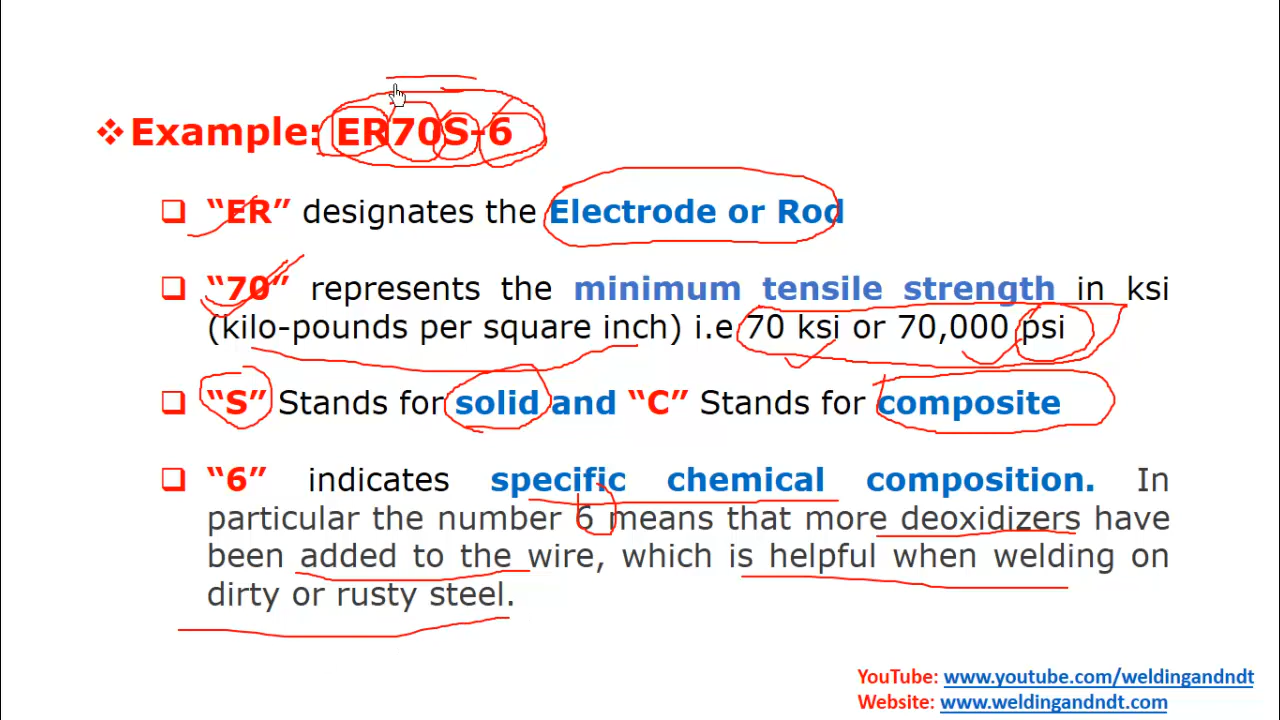 ❖Example: ER70S-6
❑ “ER” designates the Electrode or Rod
❑ “70” represents the minimum tensile strength in ksi
(kilo-pounds per square inch) i.e 70 ksi or 70,000 psi
❑ “S” Stands for solid and “C” Stands for composite
❑ “6” indicates specific chemical composition. In
particular the number 6 means that more deoxidizers have
been added to the wire, which is helpful when welding on
dirty or rusty steel.
YouTube: www.youtube.com/weldingandndt
Website: www.weldingandndt.com